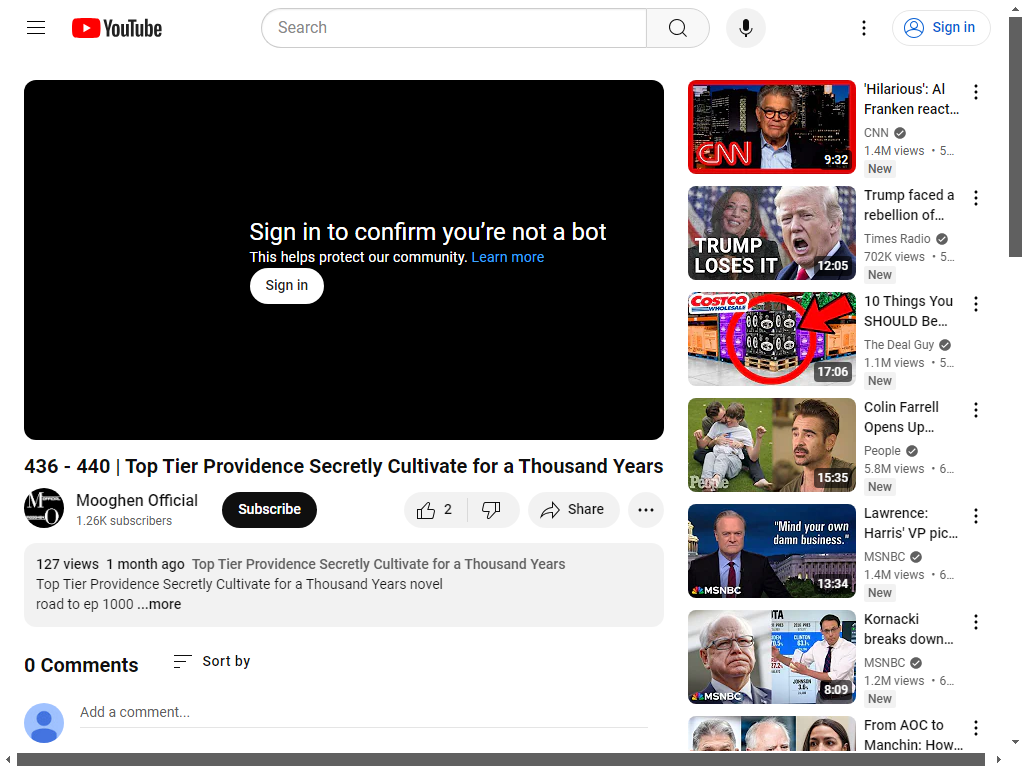 YouTube
Search
Sign in
Sign in to confirm you're not a bot
This helps protect our community. Learn more
Sign in
436 - 440 | Top Tier Providence Secretly Cultivate for a Thousand Years
Mooghen Official
1.26K subscribers
Subscribe
2
Share
127 views 1 month ago Top Tier Providence Secretly Cultivate for a Thousand Years
Top Tier Providence Secretly Cultivate for a Thousand Years novel
road to ep 1000 ...more
0 Comments
Sort by
Add a comment...
CNN
9:32
'Hilarious': Al
Franken react...
CNN
1.4M views • 5...
New
TRUMP
LOSES IT
12:05
Trump faced a
rebellion of...
Times Radio
702K views • 5...
New
COSTCO
WHOLESALE
17:06
10 Things You
SHOULD Be...
The Deal Guy
1.1M views • 5...
New
People
15:35
Colin Farrell
Opens Up...
People
5.8M views • 6...
New
"Mind your own
damn business."
MSNBC
13:34
Lawrence:
Harris' VP pic...
MSNBC
1.4M views • 6...
New
MSNBC
8:09
Kornacki
breaks down...
MSNBC
1.2M views • 6...
New
From AOC to
Manchin: How...